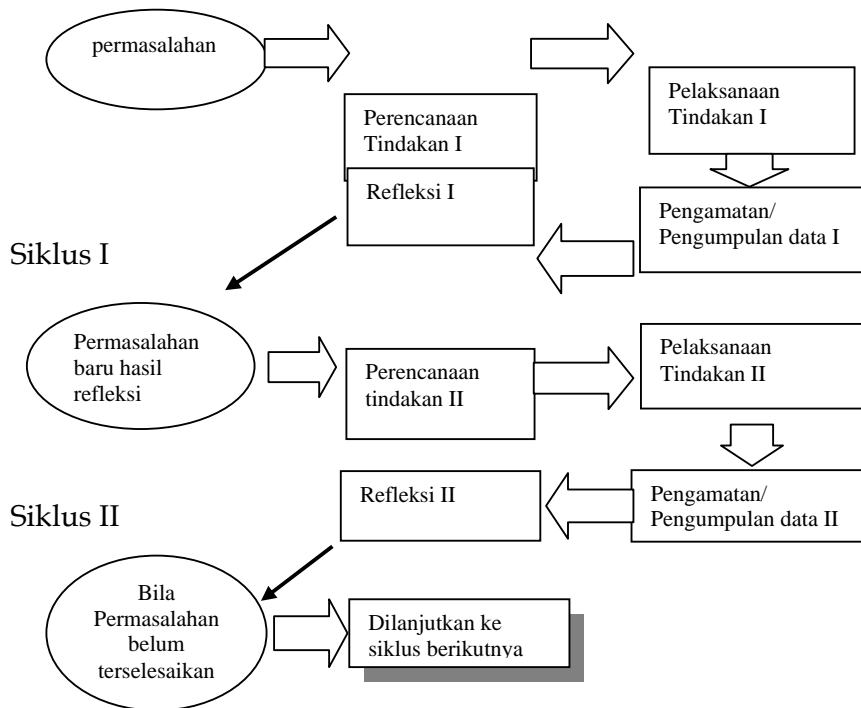 permasalahan
Perencanaan
Tindakan I
Pelaksanaan
Tindakan I
Refleksi I
Pengamatan/
Pengumpulan data I
Siklus I
Permasalahan
baru hasil
refleksi
Perencanaan
tindakan II
Pelaksanaan
Tindakan II
Refleksi II
Pengamatan/
Pengumpulan data II
Siklus II
Bila
Permasalahan
belum
terselesaikan
Dilanjutkan ke
siklus berikutnya